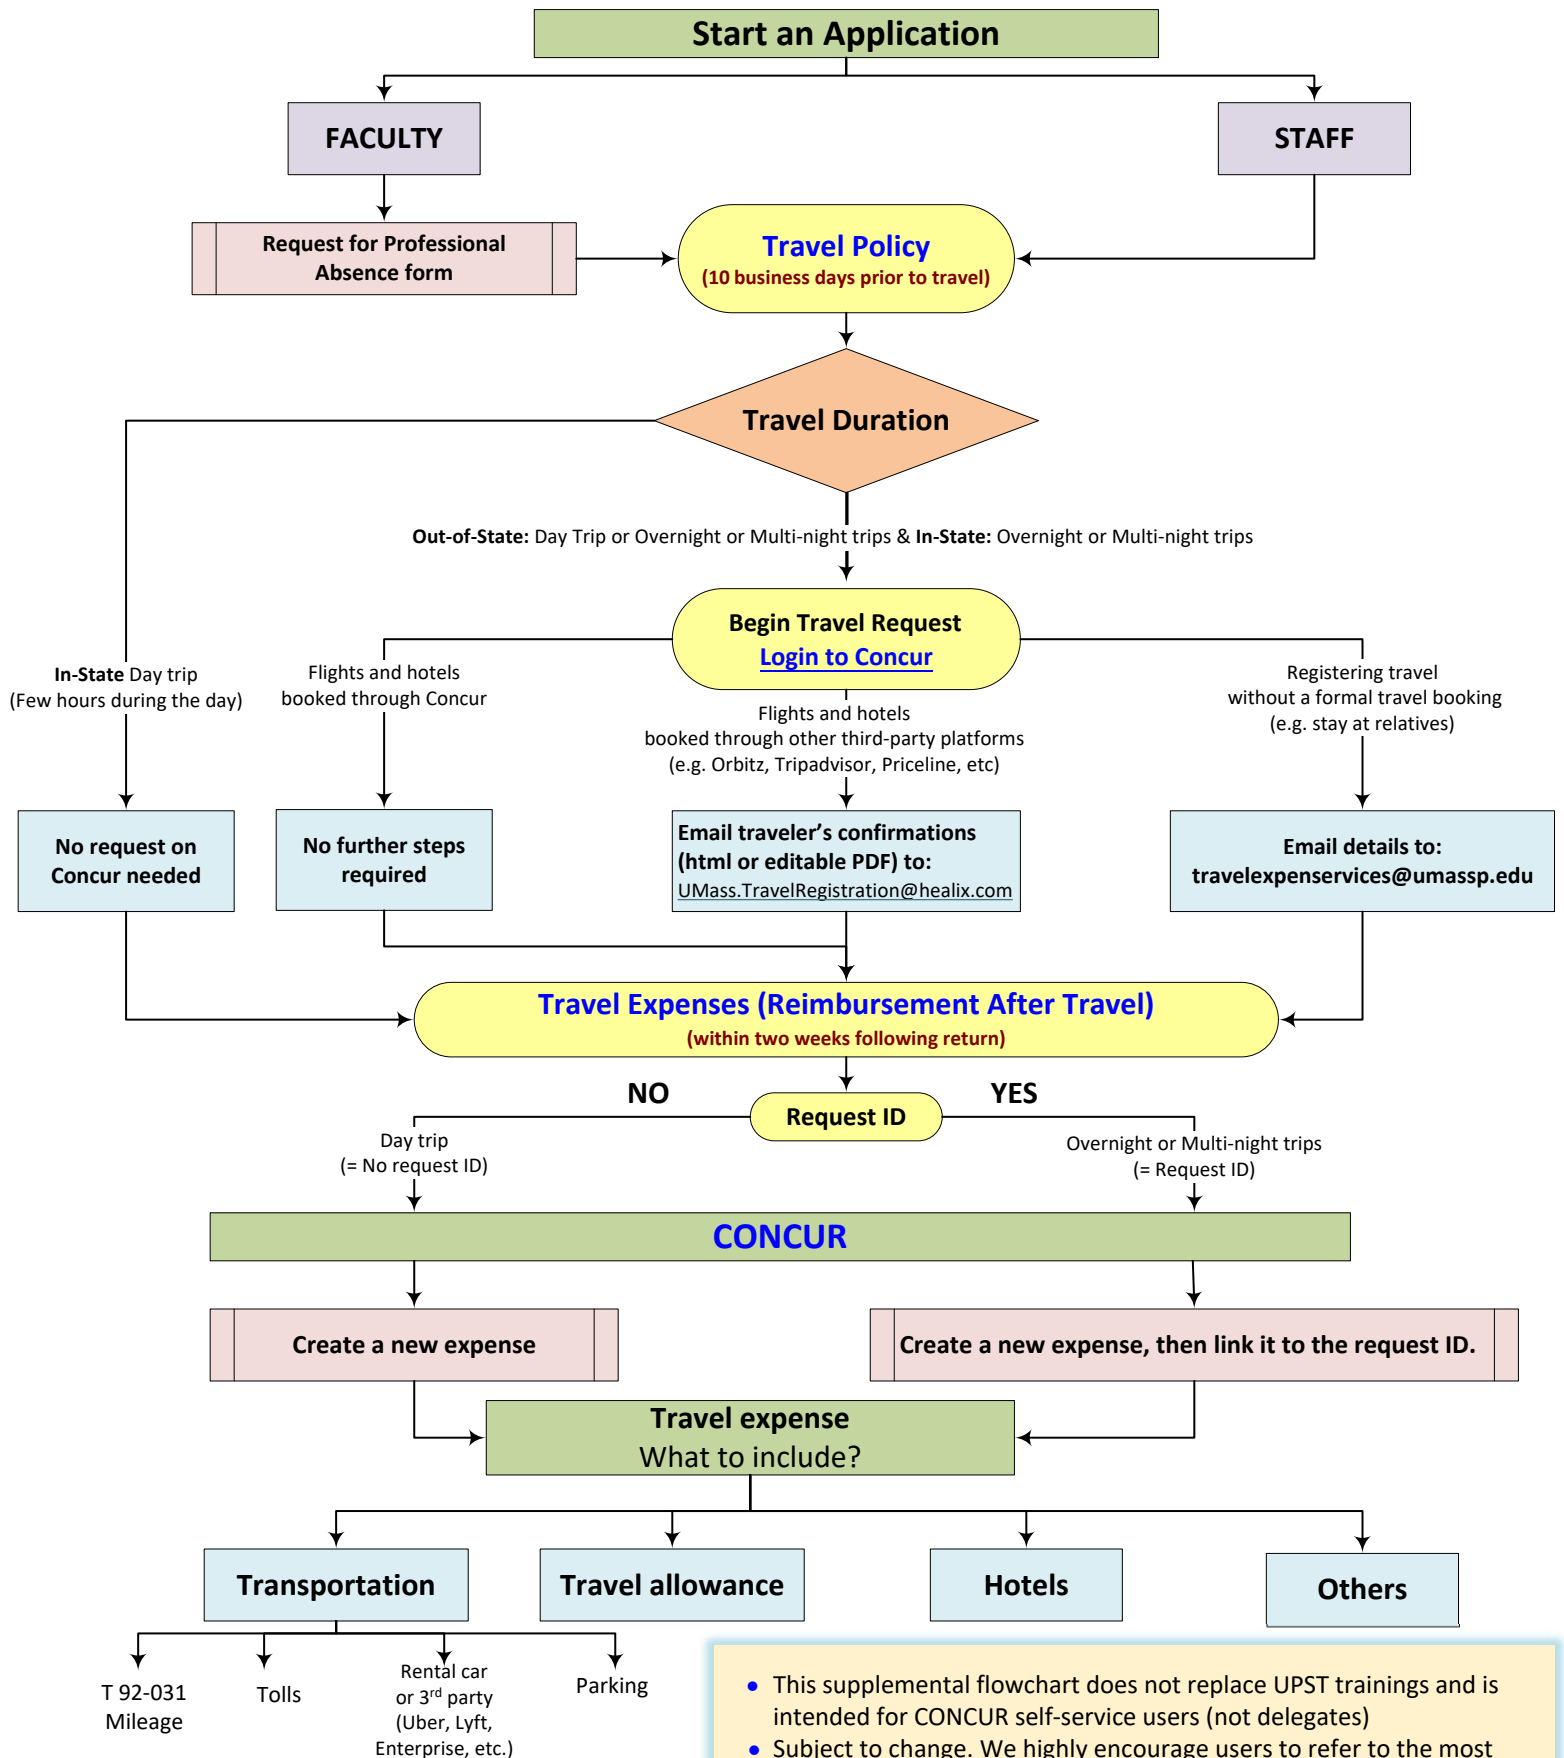 Start an Application
FACULTY
STAFF
Request for Professional
Absence form
Travel Policy
(10 business days prior to travel)
Travel Duration
Out-of-State: Day Trip or Overnight or Multi-night trips & In-State: Overnight or Multi-night trips
Begin Travel Request
Login to Concur
In-State Day trip
(Few hours during the day)
Flights and hotels
booked through Concur
Flights and hotels
booked through other third-party platforms
(e.g. Orbitz, Tripadvisor, Priceline, etc)
Registering travel
without a formal travel booking
(e.g. stay at relatives)
No request on
Concur needed
No further steps
required
Email traveler’s confirmations
(html or editable PDF) to:
UMass.TravelRegistration@healix.com
Email details to:
travelexpenservices@umassp.edu
Travel Expenses (Reimbursement After Travel)
(within two weeks following return)
NO
YES
Request ID
Day trip
(= No request ID)
Overnight or Multi-night trips
(= Request ID)
CONCUR
Create a new expense
Create a new expense, then link it to the request ID.
Travel expense
What to include?
Transportation
Travel allowance
Hotels
Others
T 92-031
Mileage
Tolls
Rental car
or 3rd party
(Uber, Lyft,
Enterprise, etc.)
Parking
• This supplemental flowchart does not replace UPST trainings and is
intended for CONCUR self-service users (not delegates)
• Subject to change. We highly encourage users to refer to the most